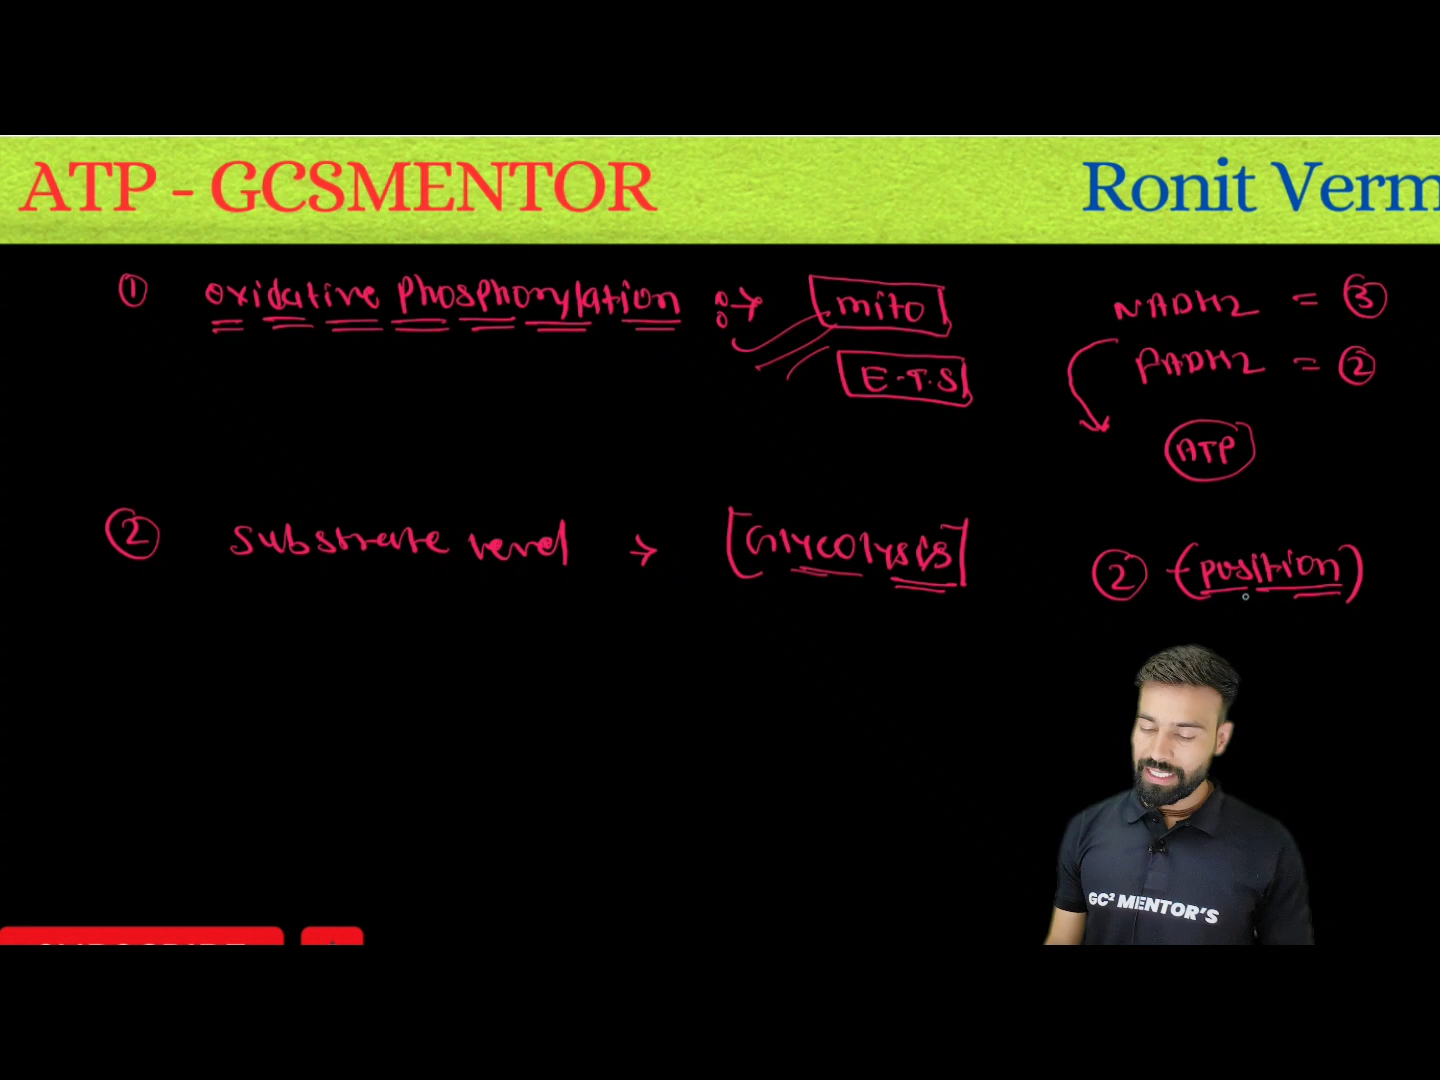 ATP - GCSMENTOR Ronit Verm
① oxidative phosphorylation mito NADH2 = ③
E.T.S FADH2 = ②
ATP
② substrate level → [Glycolysis] ② (position)
GC² MENTOR'S